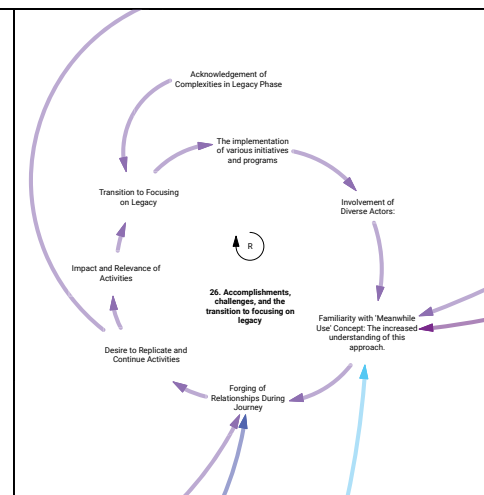 Acknowledgement of
Complexities in Legacy Phase
The implementation
of various initiatives
and programs
Transition to Focusing
on Legacy
Involvement of
Diverse Actors:
R
Impact and Relevance of
Activities
26. Accomplishments,
challenges, and the
transition to focusing on
legacy
Familiarity with 'Meanwhile
Use' Concept: The increased
understanding of this
approach.
Desire to Replicate and
Continue Activities
Forging of
Relationships During
Journey